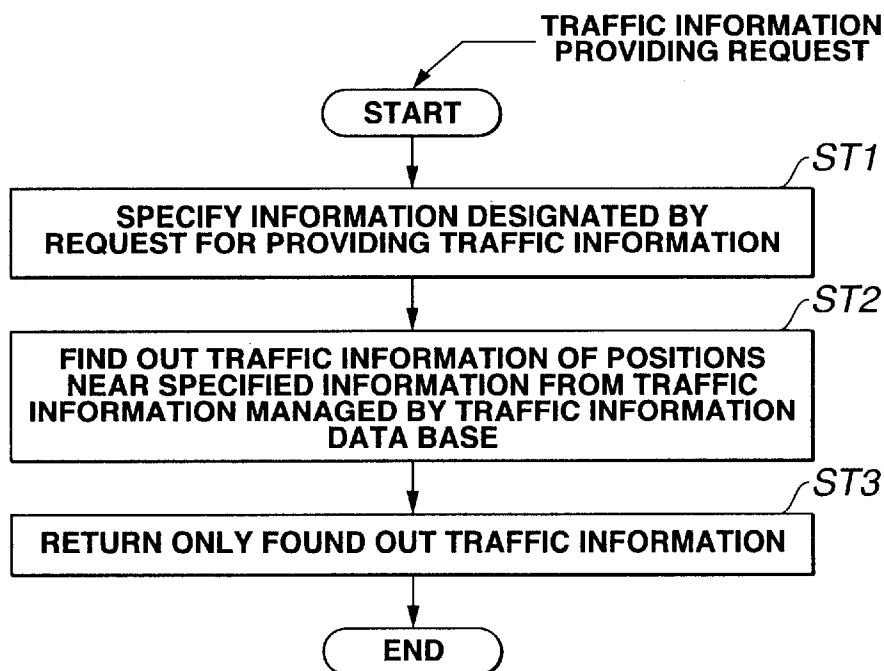 TRAFFIC INFORMATION
PROVIDING REQUEST
START
ST1
SPECIFY INFORMATION DESIGNATED BY
REQUEST FOR PROVIDING TRAFFIC INFORMATION
ST2
FIND OUT TRAFFIC INFORMATION OF POSITIONS
NEAR SPECIFIED INFORMATION FROM TRAFFIC
INFORMATION MANAGED BY TRAFFIC INFORMATION
DATA BASE
ST3
RETURN ONLY FOUND OUT TRAFFIC INFORMATION
END